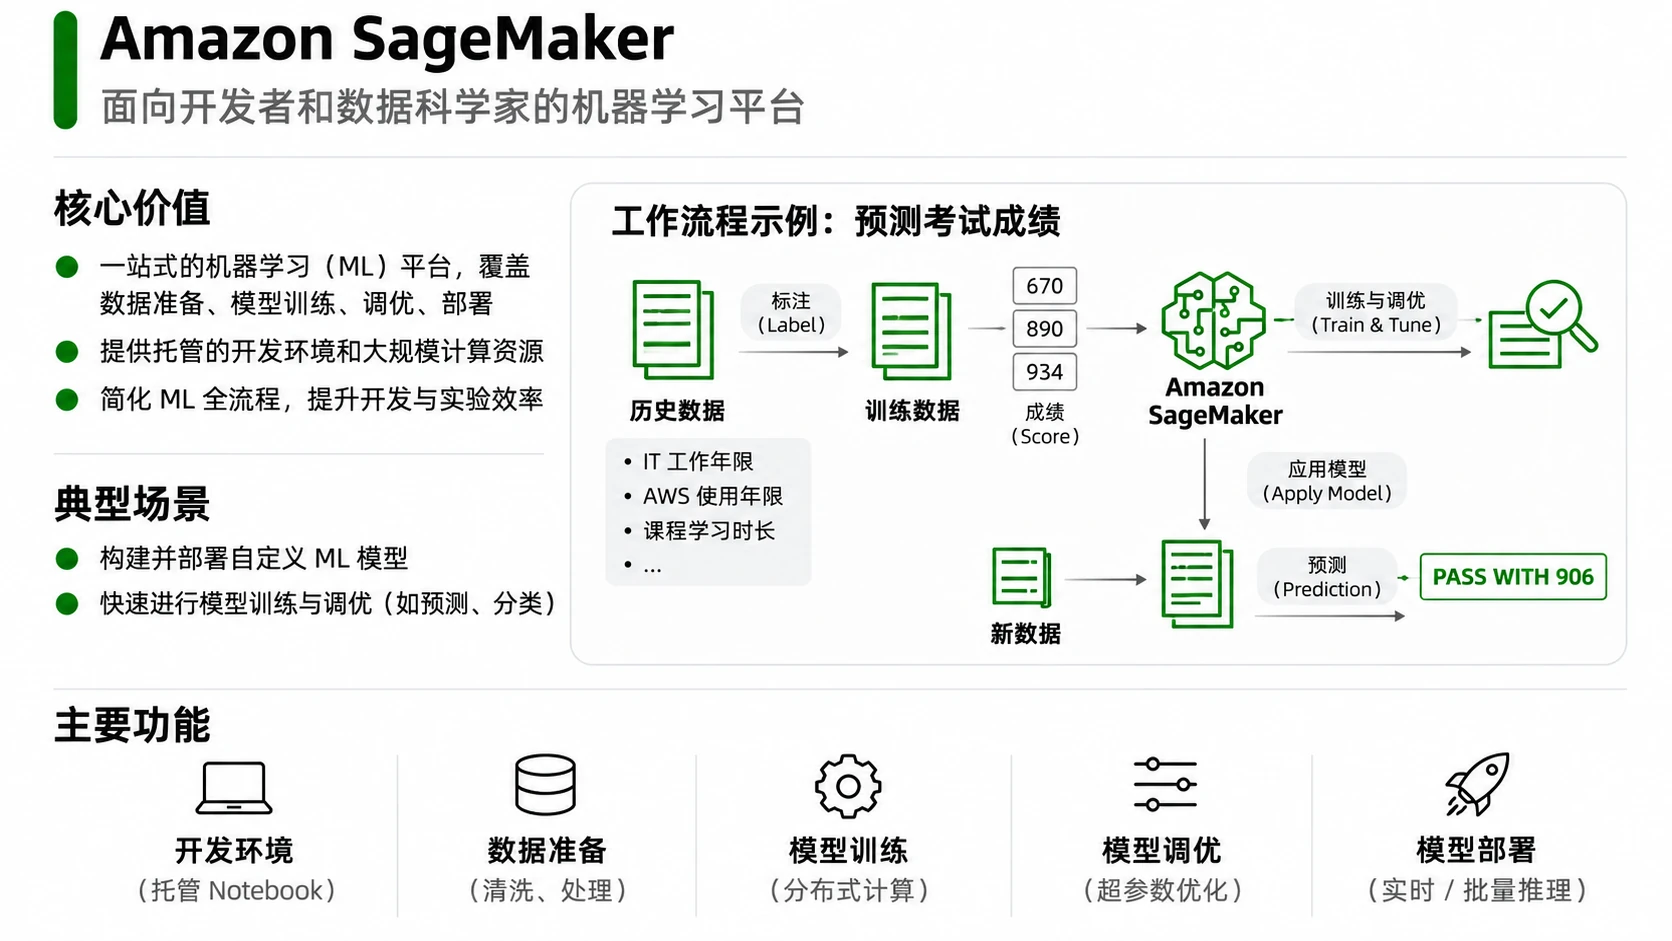 Amazon SageMaker
面向开发者和数据科学家的机器学习平台
核心价值
一站式的机器学习（ML）平台，覆盖
数据准备、模型训练、调优、部署
提供托管的开发环境和大规模计算资源
简化 ML 全流程，提升开发与实验效率
典型场景
构建并部署自定义 ML 模型
快速进行模型训练与调优（如预测、分类）
工作流程示例：预测考试成绩
历史数据
• IT 工作年限
• AWS 使用年限
• 课程学习时长
• ...
标注
（Label）
训练数据
670
890
934
成绩
（Score）
Amazon
SageMaker
训练与调优
（Train & Tune）
应用模型
（Apply Model）
新数据
预测
（Prediction）
PASS WITH 906
主要功能
开发环境
（托管 Notebook）
数据准备
（清洗、处理）
模型训练
（分布式计算）
模型调优
（超参数优化）
模型部署
（实时 / 批量推理）